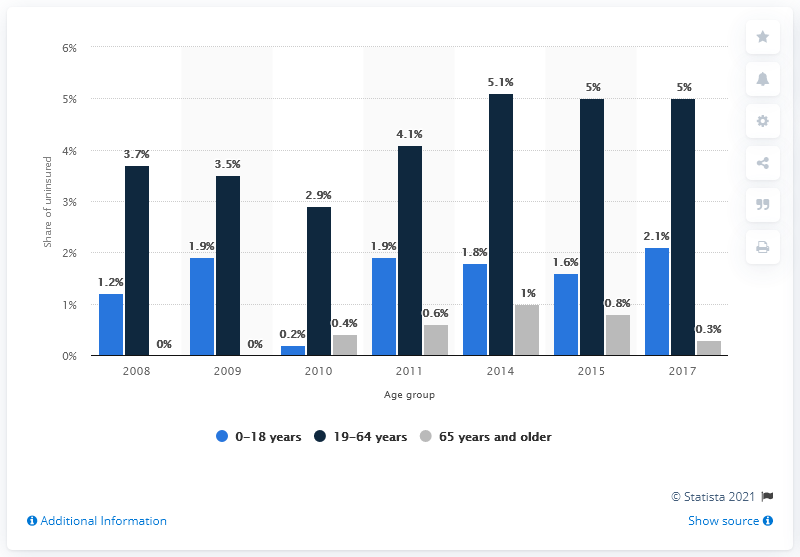 6%
5%
4%
3%
2%
1%
0%
Share of uninsured
1.2% 3.7% 0%
1.9% 3.5% 0%
0.2% 2.9% 0.4%
1.9% 4.1% 0.6%
1.8% 5.1% 1%
1.6% 5% 0.8%
2.1% 5% 0.3%
2008 2009 2010 2011 2014 2015 2017
Age group
0-18 years 19-64 years 65 years and older
© Statista 2021
Additional Information Show source